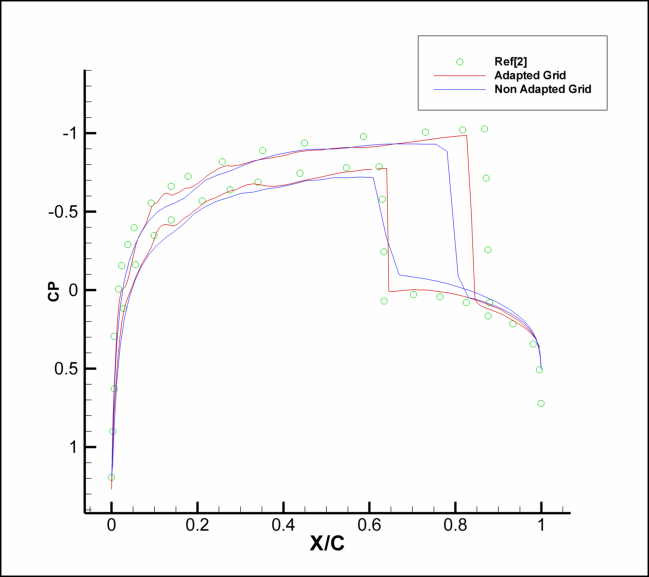 Ref[2]
Adapted Grid
Non Adapted Grid
-1
-0.5
0
0.5
1
CP
0 0.2 0.4 0.6 0.8 1
X/C